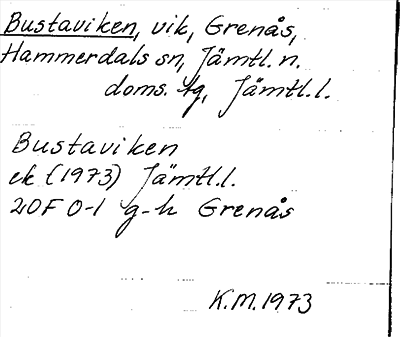 Bustaviken, vik, Grenås,
Hammerdals sn, Jämtl. n.
doms. tg, Jämtl. l.
Bustaviken
ek (1973) Jämtl. l.
20F 0-1 g-h Grenås
K.M. 1973